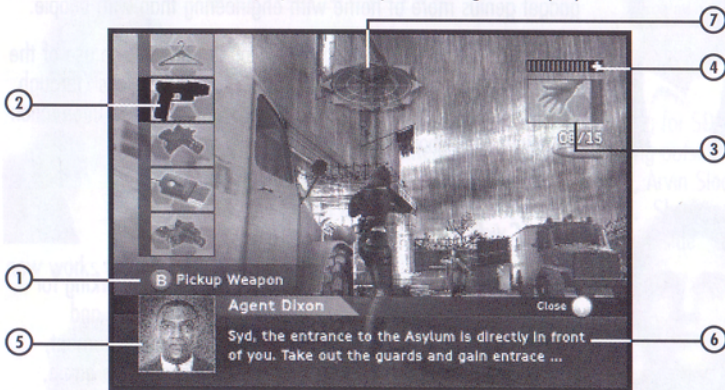 7
4
2
3
1
B Pickup Weapon
Agent Dixon
Close
5
Syd, the entrance to the Asylum is directly in front
of you. Take out the guards and gain entrace ...
6